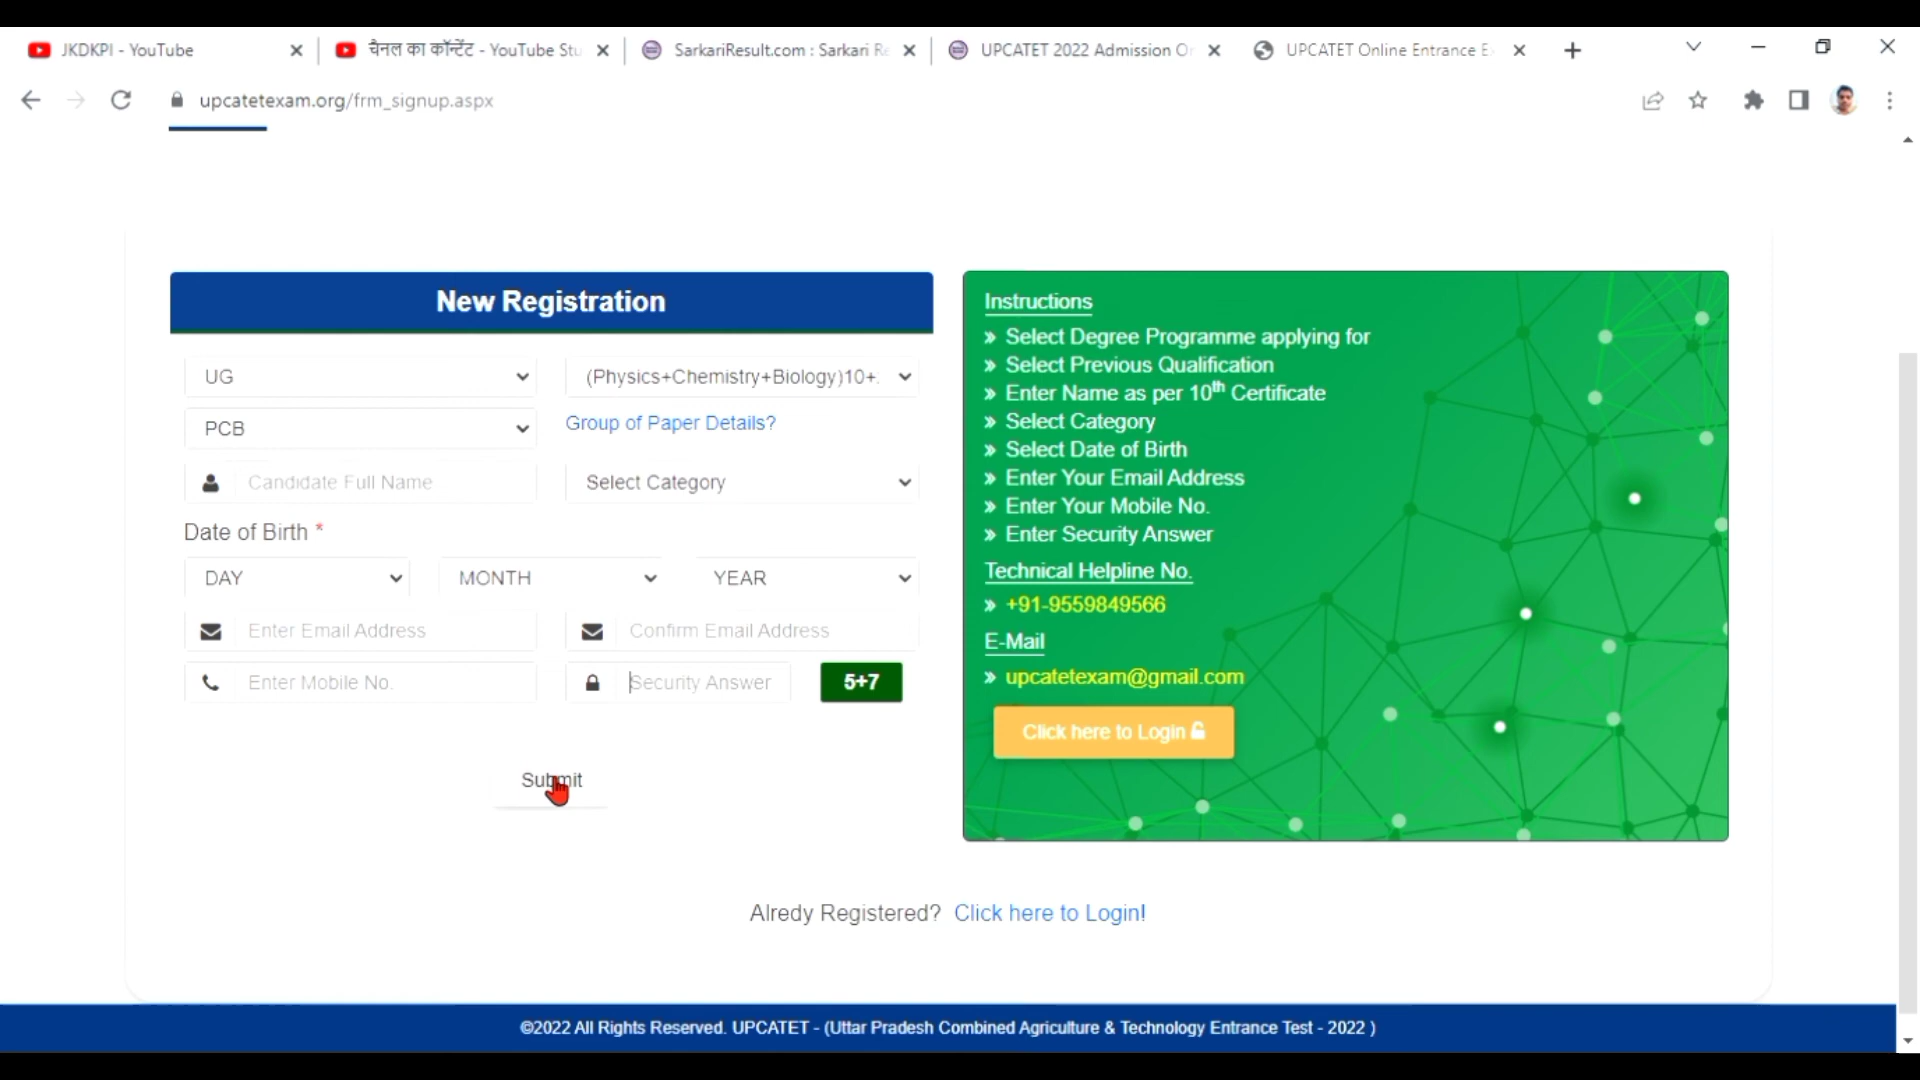 JKDKPI - YouTube
चैनल का कॉन्टेंट - YouTube Stu
SarkariResult.com : Sarkari Re
UPCATET 2022 Admission On
UPCATET Online Entrance E
upcatetexam.org/frm_signup.aspx
New Registration
UG
(Physics+Chemistry+Biology)10+.
PCB
Group of Paper Details?
Candidate Full Name
Select Category
Date of Birth *
DAY
MONTH
YEAR
Enter Email Address
Confirm Email Address
Enter Mobile No.
Security Answer
5+7
Submit
Instructions
» Select Degree Programme applying for
» Select Previous Qualification
» Enter Name as per 10th Certificate
» Select Category
» Select Date of Birth
» Enter Your Email Address
» Enter Your Mobile No.
» Enter Security Answer
Technical Helpline No.
» +91-9559849566
E-Mail
» upcatetexam@gmail.com
Click here to Login
Alredy Registered? Click here to Login!
©2022 All Rights Reserved. UPCATET - (Uttar Pradesh Combined Agriculture & Technology Entrance Test - 2022 )